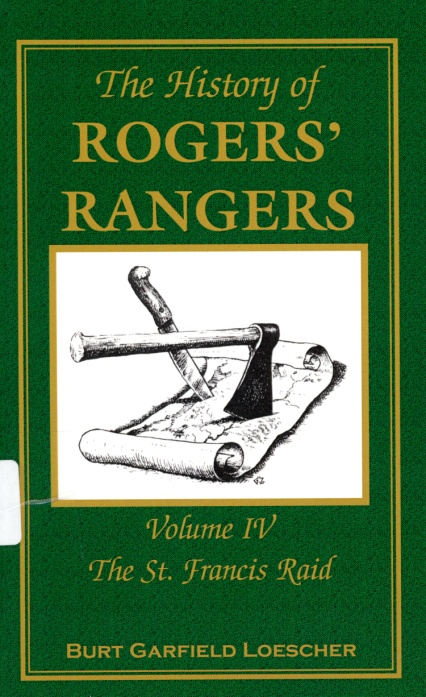 The History of
ROGERS'
RANGERS
Volume IV
The St. Francis Raid
BURT GARFIELD LOESCHER